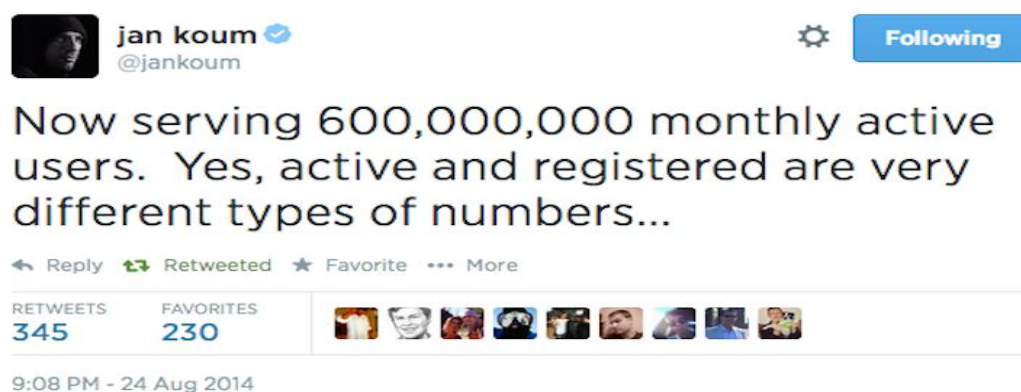 jan koum
@jankoum
Following
Now serving 600,000,000 monthly active
users.  Yes, active and registered are very
different types of numbers...
Reply Retweeted Favorite More
RETWEETS FAVORITES
345 230
9:08 PM - 24 Aug 2014